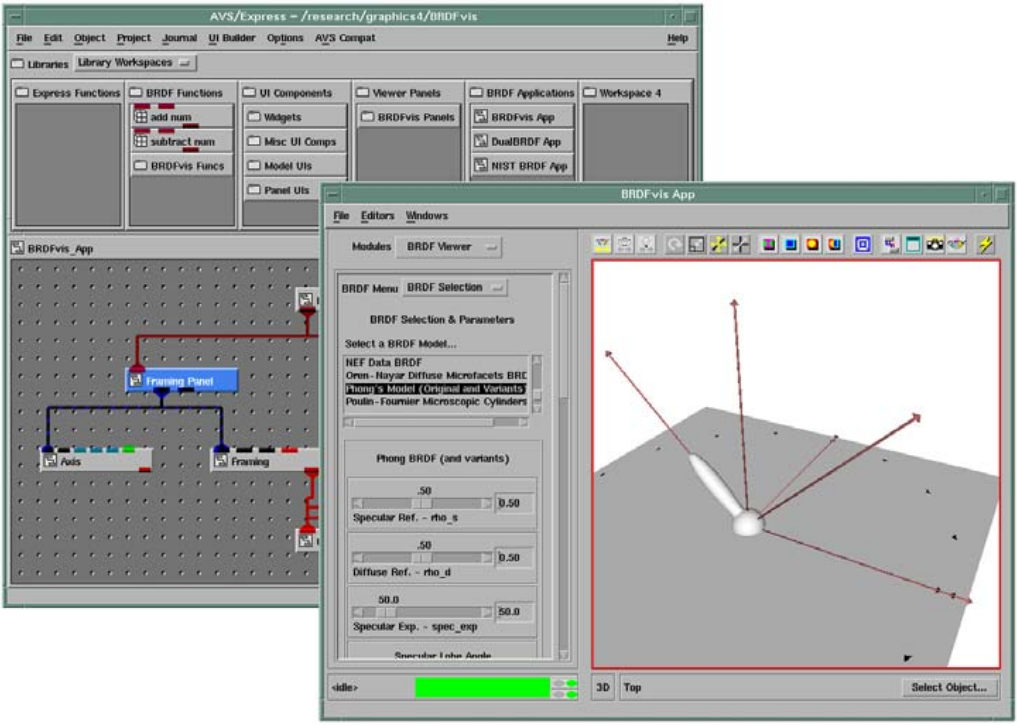 AVS/Express - /research/graphics4/BRDFvis
File Edit Object Project Journal UI Builder Options AVS Compat Help
Libraries Library Workspaces
Express Functions BRDF Functions UI Components Viewer Panels BRDF Applications Workspace 4
add num Widgets BRDFvis Panels BRDFvis App
subtract num Misc UI Comps DualBRDF App
BRDFvis Funcs Model UIs NIST BRDF App
Panel UIs
BRDFvis_App
Framing Panel
Axis Framing
BRDFvis App
File Editors Windows
Modules BRDF Viewer
BRDF Menu BRDF Selection
BRDF Selection & Parameters
Select a BRDF Model...
NEF Data BRDF
Oren-Nayar Diffuse Microfacets BRD
Phong's Model (Original and Variants)
Poulin-Fournier Microscopic Cylinders
Phong BRDF (and variants)
.50
0.50
Specular Ref. - rho_s
.50
0.50
Diffuse Ref. - rho_d
50.0
50.0
Specular Exp. - spec_exp
Specular Lobe Angle
<idle> 3D Top Select Object...